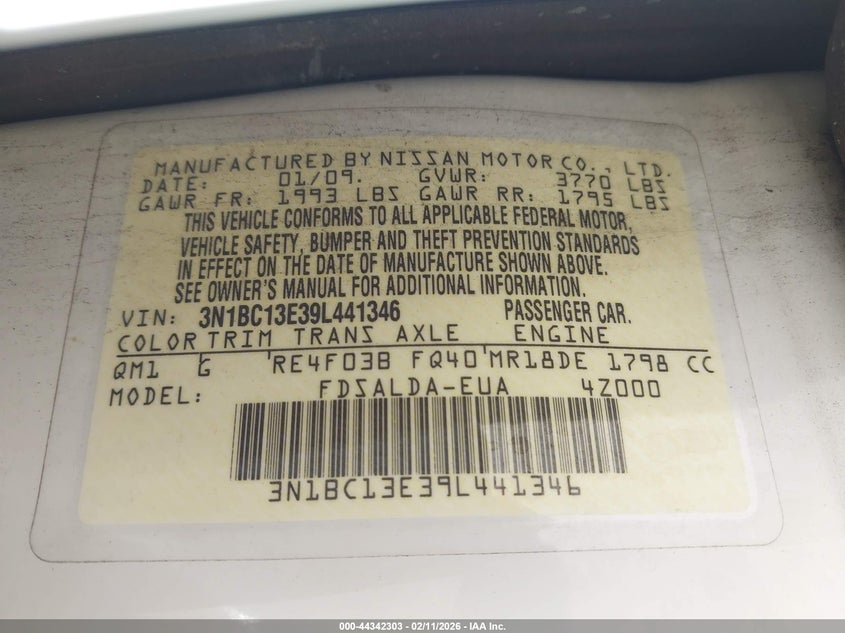 MANUFACTURED BY NISSAN MOTOR CO., LTD.
DATE: 01/09. GVWR: 3770 LBS
GAWR FR: 1993 LBS GAWR RR: 1795 LBS
THIS VEHICLE CONFORMS TO ALL APPLICABLE FEDERAL MOTOR,
VEHICLE SAFETY, BUMPER AND THEFT PREVENTION STANDARDS
IN EFFECT ON THE DATE OF MANUFACTURE SHOWN ABOVE.
SEE OWNER'S MANUAL FOR ADDITIONAL INFORMATION.
VIN: 3N1BC13E39L441346 PASSENGER CAR.
COLOR TRIM TRANS AXLE ENGINE
QM1 G RE4F03B FQ40 MR18DE 1798 CC
MODEL: FDSALDA-EUA 4Z000
3N1BC13E39L441346
000-44342303 - 02/11/2026 - IAA Inc.